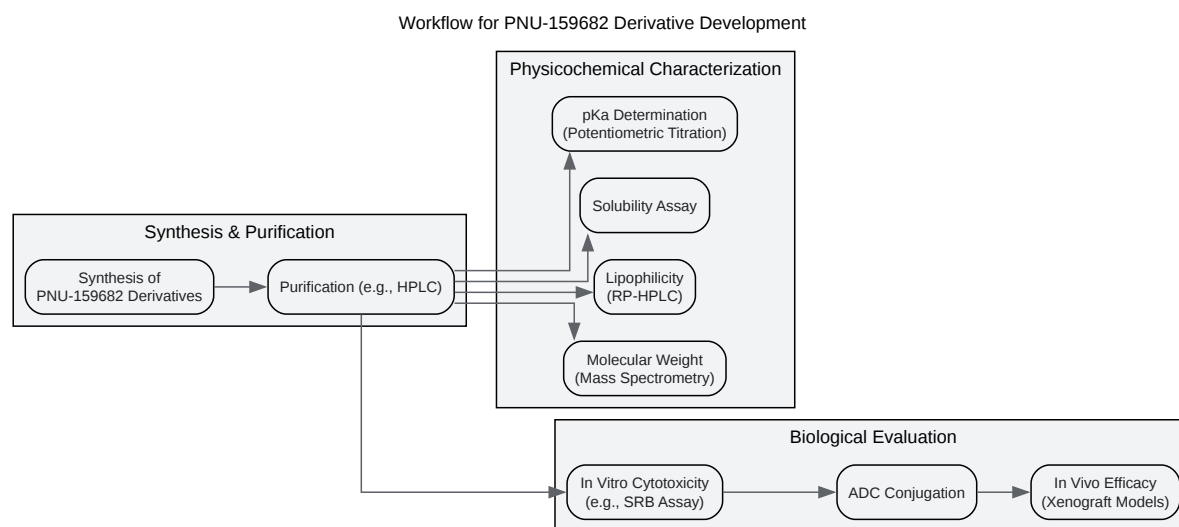 Workflow for PNU-159682 Derivative Development
Physicochemical Characterization
pKa Determination
(Potentiometric Titration)
Solubility Assay
Synthesis & Purification
Synthesis of
PNU-159682 Derivatives
Purification (e.g., HPLC)
Lipophilicity
(RP-HPLC)
Molecular Weight
(Mass Spectrometry)
Biological Evaluation
In Vitro Cytotoxicity
(e.g., SRB Assay)
ADC Conjugation
In Vivo Efficacy
(Xenograft Models)